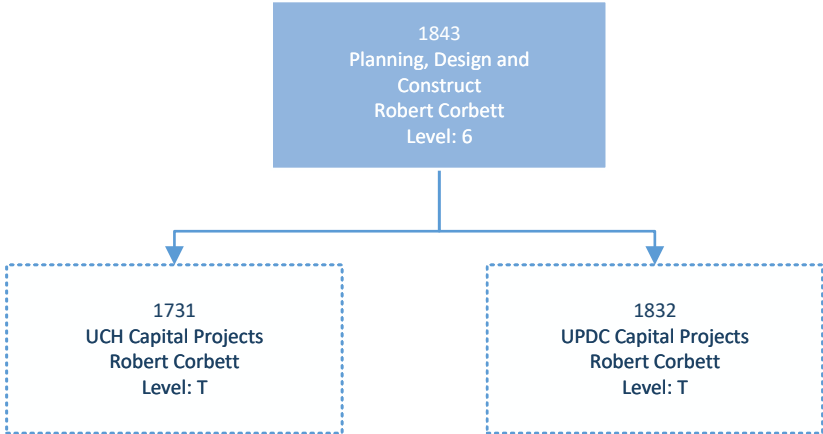 1843
Planning, Design and
Construct
Robert Corbett
Level: 6
1731
UCH Capital Projects
Robert Corbett
Level: T
1832
UPDC Capital Projects
Robert Corbett
Level: T